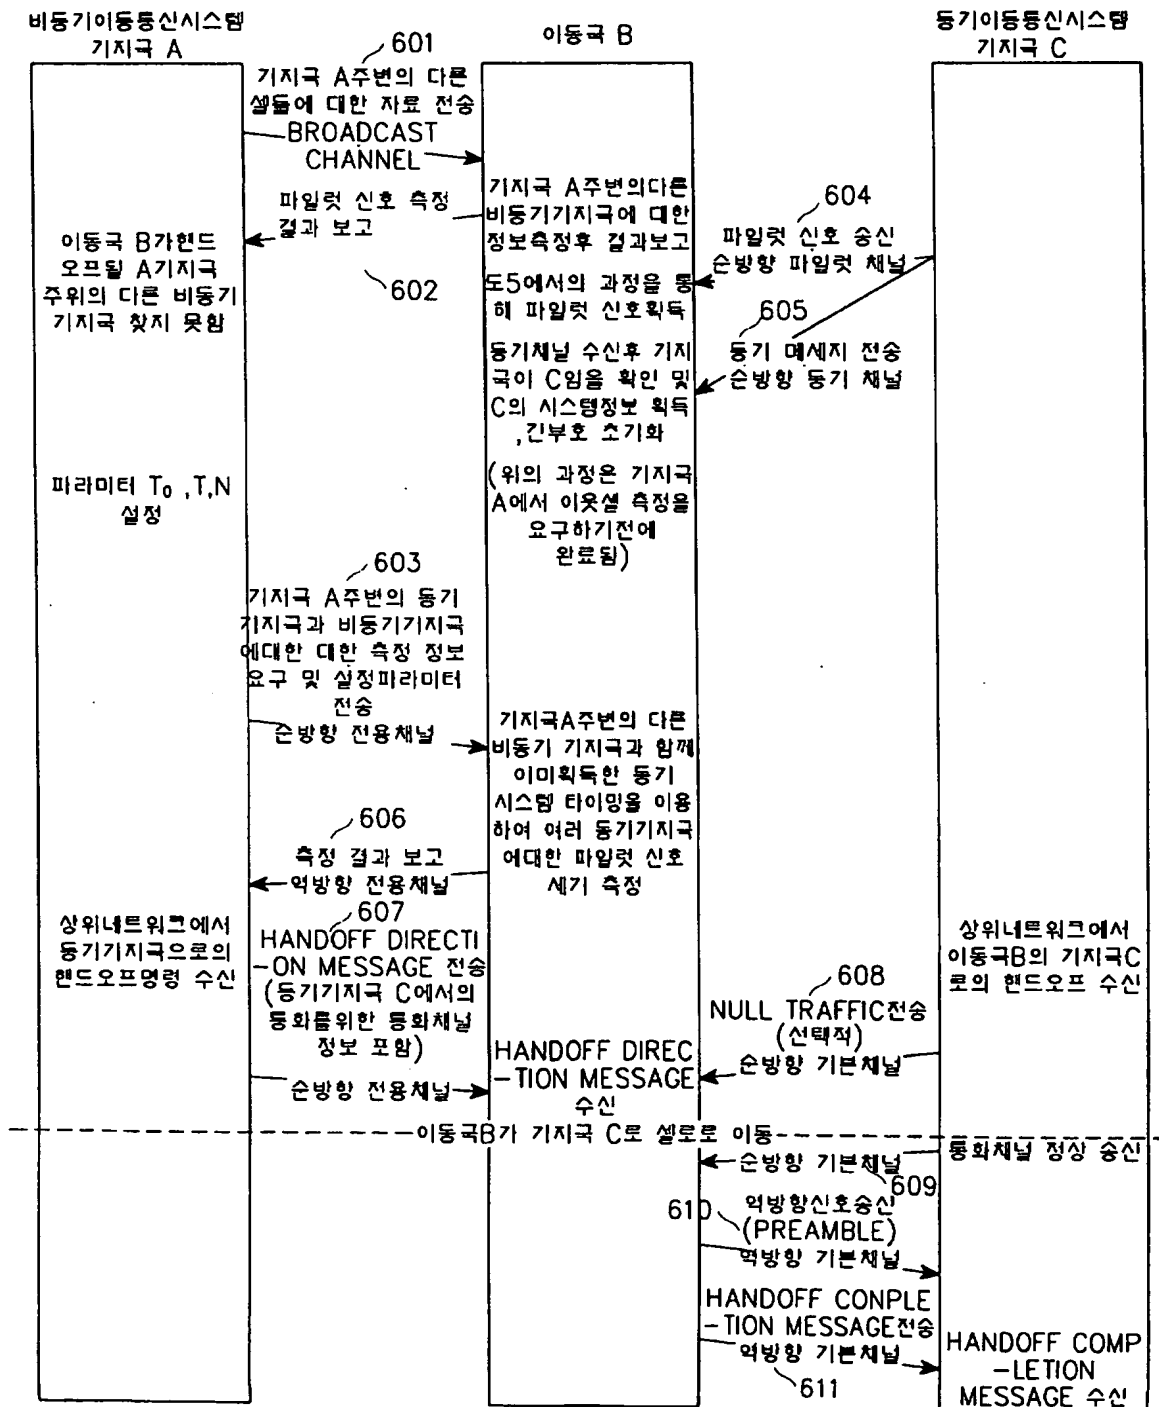 비동기이동통신시스템
기지국 A
이동국 B
동기이동통신시스템
기지국 C
601
기지국 A주변의 다른
셀들에 대한 자료 전송
BROADCAST
CHANNEL
파일럿 신호 측정
결과 보고
602
기지국 A주변의다른
비동기기지국에 대한
정보측정후 결과보고
이동국 B가핸드
오프될 A기지국
주위의 다른 비동기
기지국 찾지 못함
604
파일럿 신호 송신
순방향 파일럿 채널
도5에서의 과정을 통
해 파일럿 신호획득
605
동기 메세지 전송
순방향 동기 채널
동기채널 수신후 기지
국이 C임을 확인 및
C의 시스템정보 획득
,긴부호 초기화
(위의 과정은 기지국
A에서 이웃셀 측정을
요구하기전에
완료됨)
파라미터 T₀ ,T,N
설정
603
기지국 A주변의 동기
기지국과 비동기기지국
에대한 대한 측정 정보
요구 및 설정파라미터
전송
순방향 전용채널
기지국A주변의 다른
비동기 기지국과 함께
이미획득한 동기
시스템 타이밍을 이용
하여 여러 동기기지국
에대한 파일럿 신호
세기 측정
606
측정 결과 보고
역방향 전용채널
상위네트워크에서
동기기지국으로의
핸드오프명령 수신
607
HANDOFF DIRECTI
-ON MESSAGE 전송
(동기기지국 C에서의
통화를위한 통화채널
정보 포함)
순방향 전용채널
상위네트워크에서
이동국B의 기지국C
로의 핸드오프 수신
608
NULL TRAFFIC전송
(선택적)
순방향 기본채널
HANDOFF DIREC
-TION MESSAGE
수신
이동국B가 기지국 C로 셀로로 이동
통화채널 정상 송신
순방향 기본채널
609
610
역방향신호송신
(PREAMBLE)
역방향 기본채널
HANDOFF CONPLE
-TION MESSAGE전송
역방향 기본채널
611
HANDOFF COMP
-LETION
MESSAGE 수신